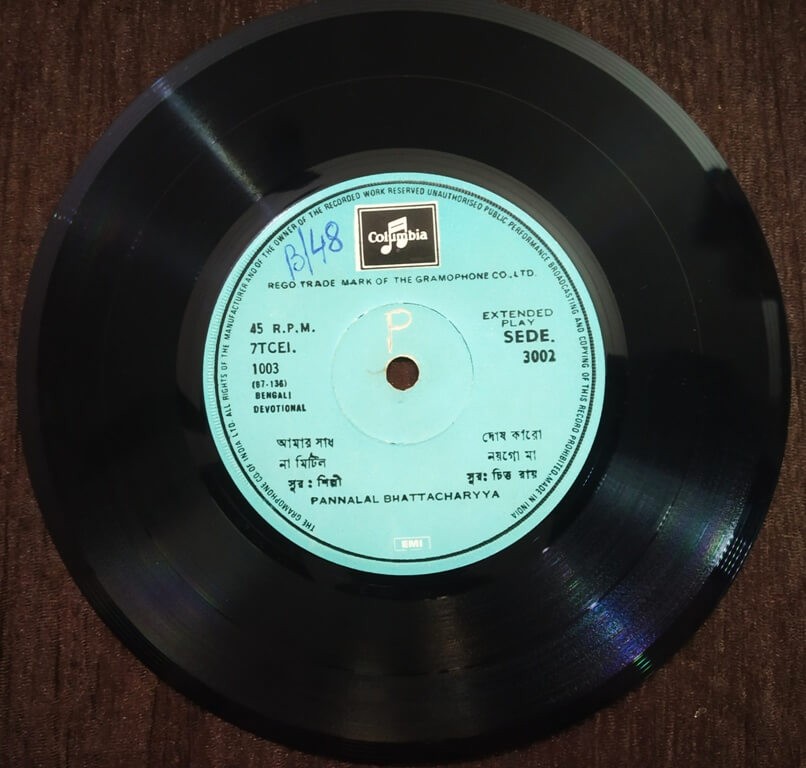 THE GRAMOPHONE CO. OF INDIA LTD. ALL RIGHTS OF THE MANUFACTURER AND OF THE OWNER OF THE RECORDED WORK RESERVED UNAUTHORISED PUBLIC PERFORMANCE BROADCASTING AND COPYING OF THIS RECORD PROHIBITED. MADE IN INDIA
B/48
Columbia
REGD TRADE MARK OF THE GRAMOPHONE CO., LTD.
P
45 R.P.M.
7TCEI.
1003
(67-136)
BENGALI
DEVOTIONAL
EXTENDED
PLAY
SEDE.
3002
আমার সাধ
না মিটিল
সুর : শিল্পী
দোষ কারো
নয়গো মা
সুর: চিত্ত রায়
PANNALAL BHATTACHARYYA
EMI